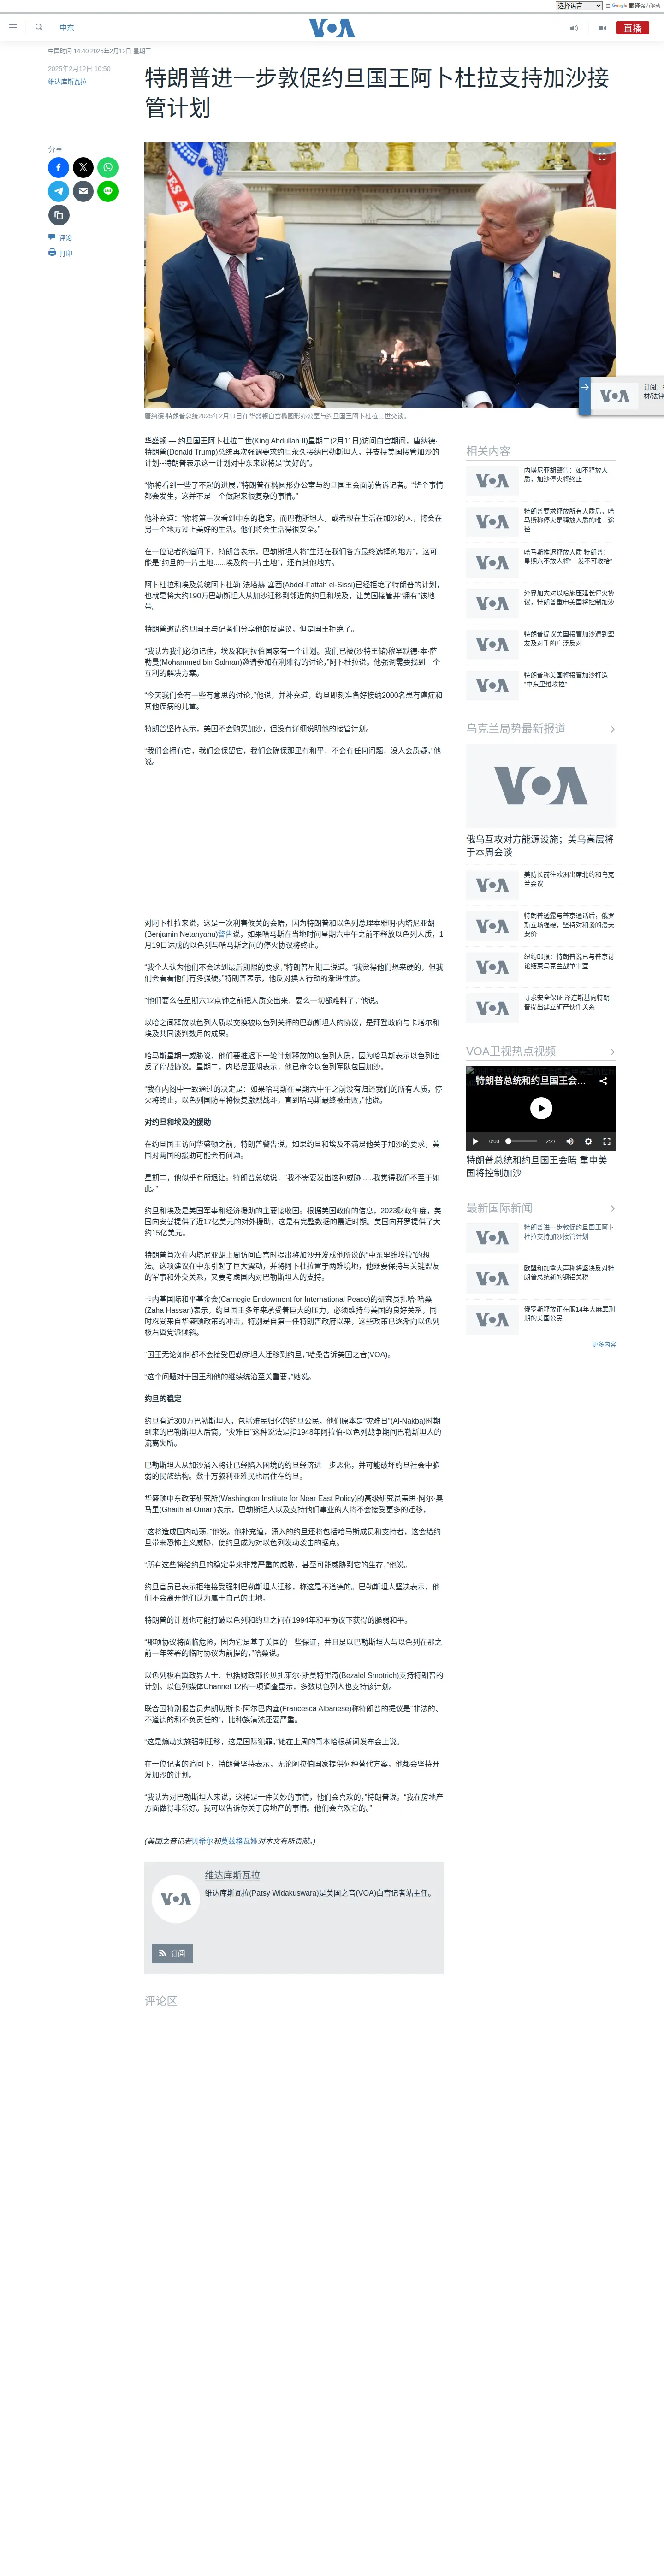 选择语言 由 Google 翻译强力驱动
中东
VOA
直播
中国时间 14:40 2025年2月12日 星期三
2025年2月12日 10:50
维达库斯瓦拉
特朗普进一步敦促约旦国王阿卜杜拉支持加沙接
管计划
分享
评论
打印
唐纳德·特朗普总统2025年2月11日在华盛顿白宫椭圆形办公室与约旦国王阿卜杜拉二世交谈。
订阅：
材/法律
华盛顿 — 约旦国王阿卜杜拉二世(King Abdullah II)星期二(2月11日)访问白宫期间，唐纳德·
特朗普(Donald Trump)总统再次强调要求约旦永久接纳巴勒斯坦人，并支持美国接管加沙的
计划--特朗普表示这一计划对中东来说将是“美好的”。
“你将看到一些了不起的进展，”特朗普在椭圆形办公室与约旦国王会面前告诉记者。“整个事情
都会发生，这并不是一个做起来很复杂的事情。”
他补充道：“你将第一次看到中东的稳定。而巴勒斯坦人，或者现在生活在加沙的人，将会在
另一个地方过上美好的生活。他们将会生活得很安全。”
在一位记者的追问下，特朗普表示，巴勒斯坦人将“生活在我们各方最终选择的地方”，这可
能是“约旦的一片土地......埃及的一片土地”，还有其他地方。
阿卜杜拉和埃及总统阿卜杜勒·法塔赫·塞西(Abdel-Fattah el-Sissi)已经拒绝了特朗普的计划，
也就是将大约190万巴勒斯坦人从加沙迁移到邻近的约旦和埃及，让美国接管并“拥有”该地
带。
特朗普邀请约旦国王与记者们分享他的反建议，但是国王拒绝了。
“我认为我们必须记住，埃及和阿拉伯国家有一个计划。我们已被(沙特王储)穆罕默德·本·萨
勒曼(Mohammed bin Salman)邀请参加在利雅得的讨论，”阿卜杜拉说。他强调需要找到一个
互利的解决方案。
“今天我们会有一些有意思的讨论，”他说，并补充道，约旦即刻准备好接纳2000名患有癌症和
其他疾病的儿童。
特朗普坚持表示，美国不会购买加沙，但没有详细说明他的接管计划。
“我们会拥有它，我们会保留它，我们会确保那里有和平，不会有任何问题，没人会质疑，”他
说。
对阿卜杜拉来说，这是一次利害攸关的会晤，因为特朗普和以色列总理本雅明·内塔尼亚胡
(Benjamin Netanyahu)警告说，如果哈马斯在当地时间星期六中午之前不释放以色列人质，1
月19日达成的以色列与哈马斯之间的停火协议将终止。
“我个人认为他们不会达到最后期限的要求，”特朗普星期二说道。“我觉得他们想来硬的，但我
们会看看他们有多强硬。”特朗普表示，他反对换人行动的渐进性质。
“他们要么在星期六12点钟之前把人质交出来，要么一切都难料了，”他说。
以哈之间释放以色列人质以交换被以色列关押的巴勒斯坦人的协议，是拜登政府与卡塔尔和
埃及共同谈判数月的成果。
哈马斯星期一威胁说，他们要推迟下一轮计划释放的以色列人质，因为哈马斯表示以色列违
反了停战协议。星期二，内塔尼亚胡表示，他已命令以色列军队包围加沙。
“我在内阁中一致通过的决定是：如果哈马斯在星期六中午之前没有归还我们的所有人质，停
火将终止，以色列国防军将恢复激烈战斗，直到哈马斯最终被击败，”他说。
对约旦和埃及的援助
在约旦国王访问华盛顿之前，特朗普警告说，如果约旦和埃及不满足他关于加沙的要求，美
国对两国的援助可能会有问题。
星期二，他似乎有所退让。特朗普总统说：“我不需要发出这种威胁......我觉得我们不至于如
此。”
约旦和埃及是美国军事和经济援助的主要接收国。根据美国政府的信息，2023财政年度，美
国向安曼提供了近17亿美元的对外援助，这是有完整数据的最近时期。美国向开罗提供了大
约15亿美元。
特朗普首次在内塔尼亚胡上周访问白宫时提出将加沙开发成他所说的“中东里维埃拉”的想
法。这项建议在中东引起了巨大震动，并将阿卜杜拉置于两难境地，他既要保持与关键盟友
的军事和外交关系，又要考虑国内对巴勒斯坦人的支持。
卡内基国际和平基金会(Carnegie Endowment for International Peace)的研究员扎哈·哈桑
(Zaha Hassan)表示，约旦国王多年来承受着巨大的压力，必须维持与美国的良好关系，同
时忍受来自华盛顿政策的冲击，特别是自第一任特朗普政府以来，这些政策已逐渐向以色列
极右翼党派倾斜。
“国王无论如何都不会接受巴勒斯坦人迁移到约旦，”哈桑告诉美国之音(VOA)。
“这个问题对于国王和他的继续统治至关重要，”她说。
约旦的稳定
约旦有近300万巴勒斯坦人，包括难民归化的约旦公民，他们原本是“灾难日”(Al-Nakba)时期
到来的巴勒斯坦人后裔。“灾难日”这种说法是指1948年阿拉伯-以色列战争期间巴勒斯坦人的
流离失所。
巴勒斯坦人从加沙涌入将让已经陷入困境的约旦经济进一步恶化，并可能破坏约旦社会中脆
弱的民族结构。数十万叙利亚难民也居住在约旦。
华盛顿中东政策研究所(Washington Institute for Near East Policy)的高级研究员盖思·阿尔·奥
马里(Ghaith al-Omari)表示，巴勒斯坦人以及支持他们事业的人将不会接受更多的迁移。
“这将造成国内动荡，”他说。他补充道，涌入的约旦还将包括哈马斯成员和支持者，这会给约
旦带来恐怖主义威胁，使约旦成为对以色列发动袭击的据点。
“所有这些将给约旦的稳定带来非常严重的威胁，甚至可能威胁到它的生存，”他说。
约旦官员已表示拒绝接受强制巴勒斯坦人迁移，称这是不道德的。巴勒斯坦人坚决表示，他
们不会离开他们认为属于自己的土地。
特朗普的计划也可能打破以色列和约旦之间在1994年和平协议下获得的脆弱和平。
“那项协议将面临危险，因为它是基于美国的一些保证，并且是以巴勒斯坦人与以色列在那之
前一年签署的临时协议为前提的，”哈桑说。
以色列极右翼政界人士、包括财政部长贝扎莱尔·斯莫特里奇(Bezalel Smotrich)支持特朗普的
计划。以色列媒体Channel 12的一项调查显示，多数以色列人也支持该计划。
联合国特别报告员弗朗切斯卡·阿尔巴内塞(Francesca Albanese)称特朗普的提议是“非法的、
不道德的和不负责任的”，比种族清洗还要严重。
“这是煽动实施强制迁移，这是国际犯罪，”她在上周的哥本哈根新闻发布会上说。
在一位记者的追问下，特朗普坚持表示，无论阿拉伯国家提供何种替代方案，他都会坚持开
发加沙的计划。
“我认为对巴勒斯坦人来说，这将是一件美妙的事情，他们会喜欢的，”特朗普说。“我在房地产
方面做得非常好。我可以告诉你关于房地产的事情。他们会喜欢它的。”
(美国之音记者贝希尔和莫兹格瓦娅对本文有所贡献。)
维达库斯瓦拉
维达库斯瓦拉(Patsy Widakuswara)是美国之音(VOA)白宫记者站主任。
订阅
评论区
相关内容
内塔尼亚胡警告：如不释放人
质，加沙停火将终止
特朗普要求释放所有人质后，哈
马斯称停火是释放人质的唯一途
径
哈马斯推迟释放人质 特朗普：
星期六不放人将“一发不可收拾”
外界加大对以哈施压延长停火协
议，特朗普重申美国将控制加沙
特朗普提议美国接管加沙遭到盟
友及对手的广泛反对
特朗普称美国将接管加沙打造
“中东里维埃拉”
乌克兰局势最新报道
俄乌互攻对方能源设施；美乌高层将
于本周会谈
美防长前往欧洲出席北约和乌克
兰会议
特朗普透露与普京通话后，俄罗
斯立场强硬，坚持对和谈的漫天
要价
纽约邮报：特朗普说已与普京讨
论结束乌克兰战争事宜
寻求安全保证 泽连斯基向特朗
普提出建立矿产伙伴关系
VOA卫视热点视频
特朗普总统和约旦国王会…
0:00 2:27
特朗普总统和约旦国王会晤 重申美
国将控制加沙
最新国际新闻
特朗普进一步敦促约旦国王阿卜
杜拉支持加沙接管计划
欧盟和加拿大声称将坚决反对特
朗普总统新的钢铝关税
俄罗斯释放正在服14年大麻罪刑
期的美国公民
更多内容